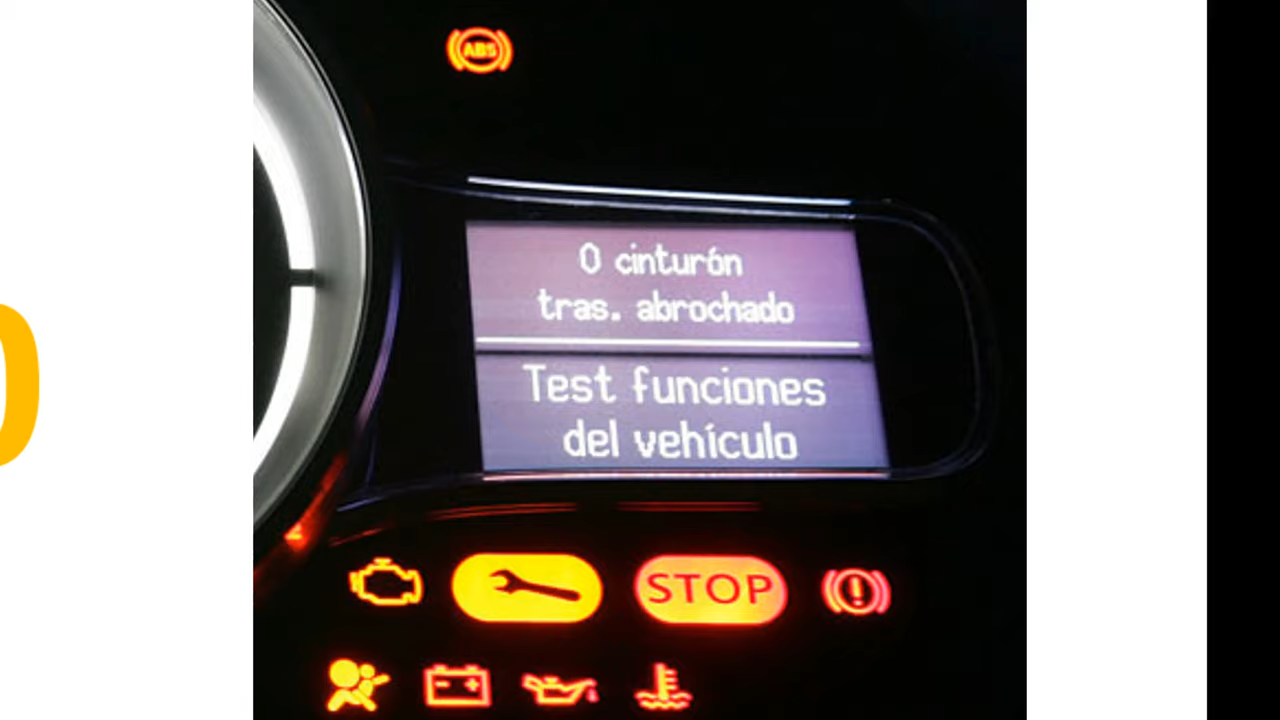 ABS
0 cinturón
tras. abrochado
Test funciones
del vehículo
STOP